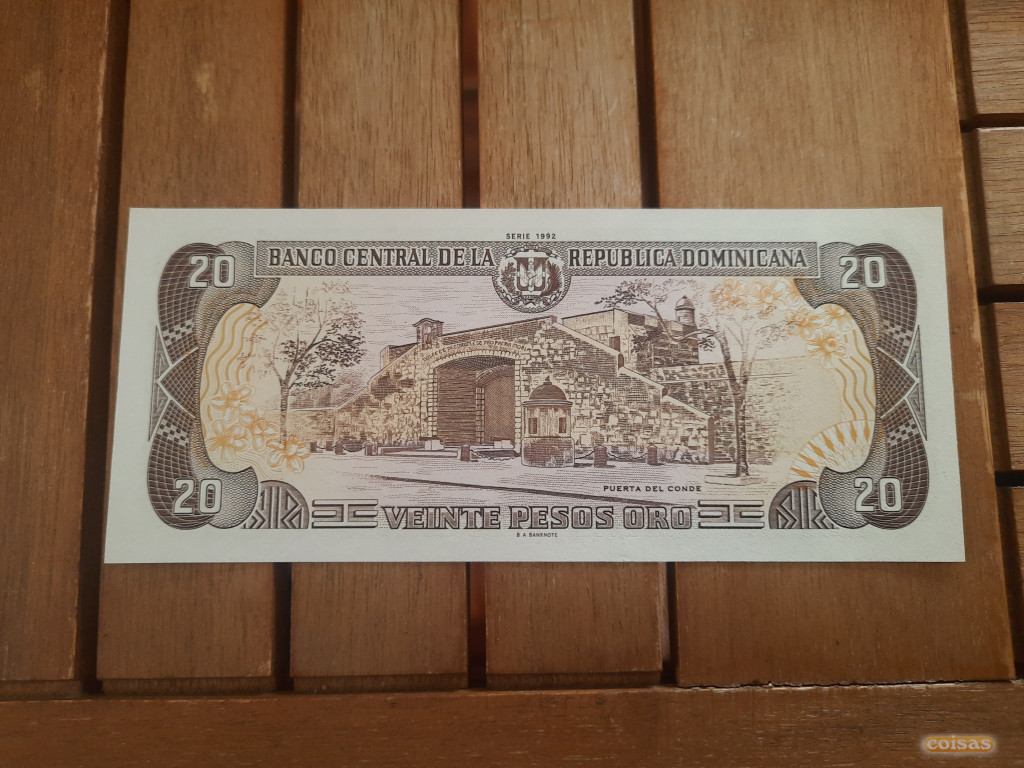 SERIE 1992
BANCO CENTRAL DE LA REPUBLICA DOMINICANA
20 20
PUERTA DEL CONDE
20 20
VEINTE PESOS ORO
B A BANKNOTE
coisas